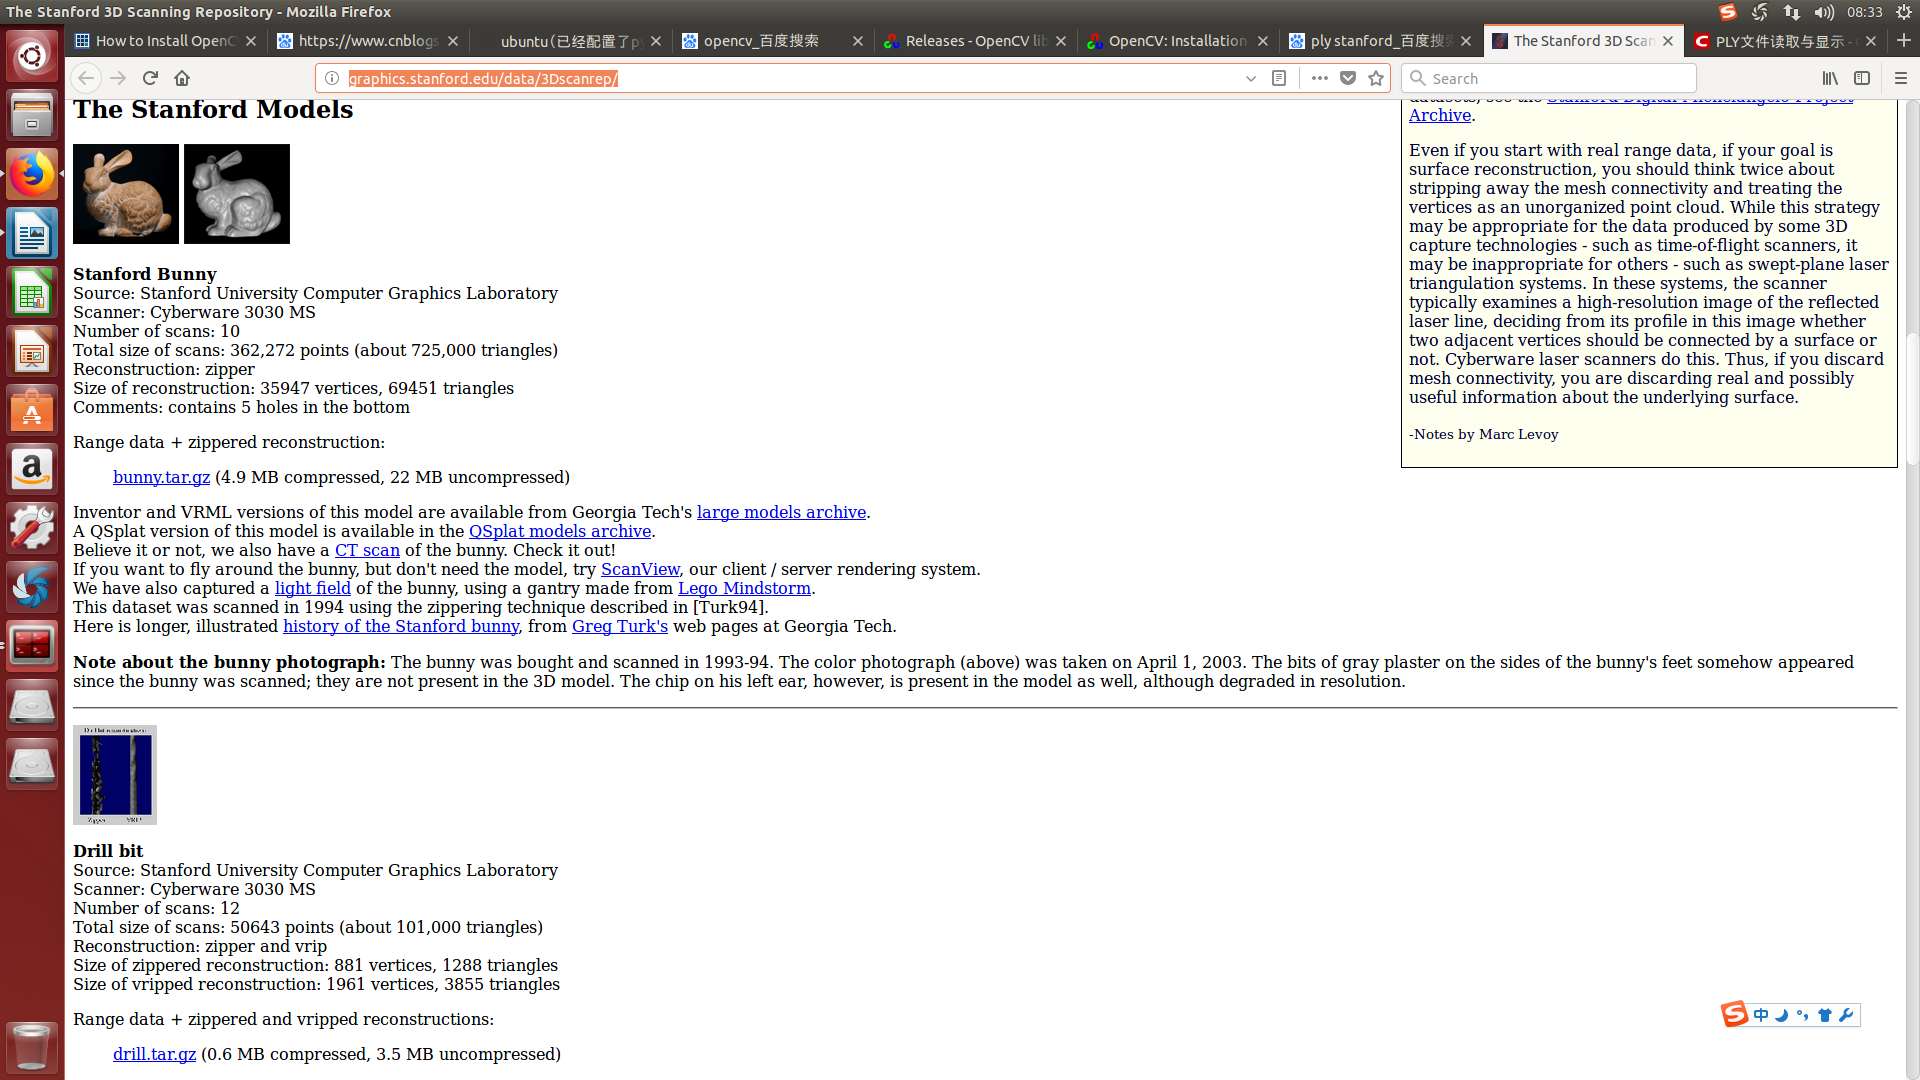 The Stanford 3D Scanning Repository - Mozilla Firefox
08:33
How to Install OpenC
https://www.cnblogs
ubuntu(已经配置了p
opencv_百度搜索
Releases - OpenCV lib
OpenCV: Installation
ply stanford_百度搜索
The Stanford 3D Scan
PLY文件读取与显示 -
graphics.stanford.edu/data/3Dscanrep/
Search
The Stanford Models
Stanford Bunny
Source: Stanford University Computer Graphics Laboratory
Scanner: Cyberware 3030 MS
Number of scans: 10
Total size of scans: 362,272 points (about 725,000 triangles)
Reconstruction: zipper
Size of reconstruction: 35947 vertices, 69451 triangles
Comments: contains 5 holes in the bottom
Range data + zippered reconstruction:
bunny.tar.gz (4.9 MB compressed, 22 MB uncompressed)
Inventor and VRML versions of this model are available from Georgia Tech's large models archive.
A QSplat version of this model is available in the QSplat models archive.
Believe it or not, we also have a CT scan of the bunny. Check it out!
If you want to fly around the bunny, but don't need the model, try ScanView, our client / server rendering system.
We have also captured a light field of the bunny, using a gantry made from Lego Mindstorm.
This dataset was scanned in 1994 using the zippering technique described in [Turk94].
Here is longer, illustrated history of the Stanford bunny, from Greg Turk's web pages at Georgia Tech.
Note about the bunny photograph: The bunny was bought and scanned in 1993-94. The color photograph (above) was taken on April 1, 2003. The bits of gray plaster on the sides of the bunny's feet somehow appeared
since the bunny was scanned; they are not present in the 3D model. The chip on his left ear, however, is present in the model as well, although degraded in resolution.
Zipper VRIP
Drill bit
Source: Stanford University Computer Graphics Laboratory
Scanner: Cyberware 3030 MS
Number of scans: 12
Total size of scans: 50643 points (about 101,000 triangles)
Reconstruction: zipper and vrip
Size of zippered reconstruction: 881 vertices, 1288 triangles
Size of vripped reconstruction: 1961 vertices, 3855 triangles
Range data + zippered and vripped reconstructions:
drill.tar.gz (0.6 MB compressed, 3.5 MB uncompressed)
datasets, see the Stanford Digital Michelangelo Project
Archive.
Even if you start with real range data, if your goal is
surface reconstruction, you should think twice about
stripping away the mesh connectivity and treating the
vertices as an unorganized point cloud. While this strategy
may be appropriate for the data produced by some 3D
capture technologies - such as time-of-flight scanners, it
may be inappropriate for others - such as swept-plane laser
triangulation systems. In these systems, the scanner
typically examines a high-resolution image of the reflected
laser line, deciding from its profile in this image whether
two adjacent vertices should be connected by a surface or
not. Cyberware laser scanners do this. Thus, if you discard
mesh connectivity, you are discarding real and possibly
useful information about the underlying surface.
-Notes by Marc Levoy
中